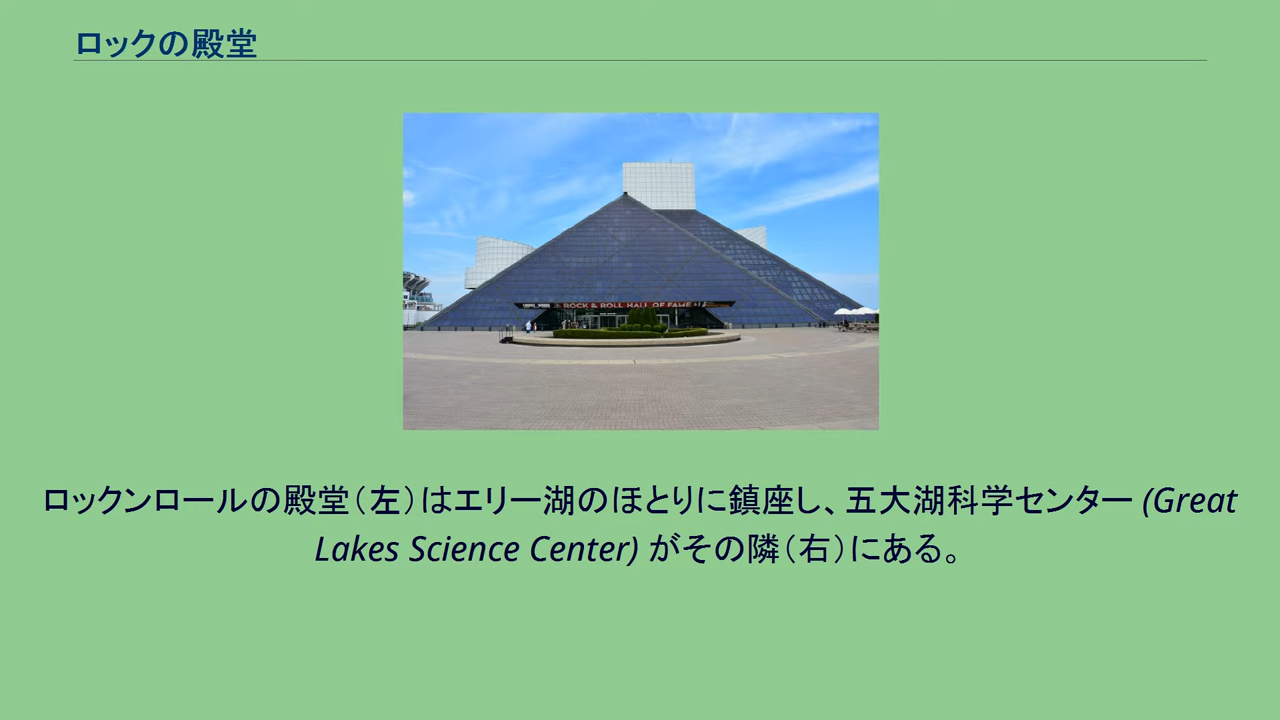 ロックの殿堂
ROCK & ROLL HALL OF FAME
ロックンロールの殿堂（左）はエリー湖のほとりに鎮座し、五大湖科学センター (Great
Lakes Science Center) がその隣（右）にある。